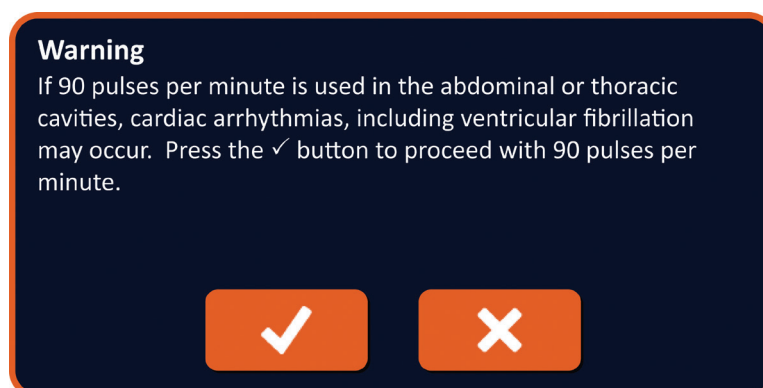 Warning
If 90 pulses per minute is used in the abdominal or thoracic
cavities, cardiac arrhythmias, including ventricular fibrillation
may occur.  Press the ✓ button to proceed with 90 pulses per
minute.